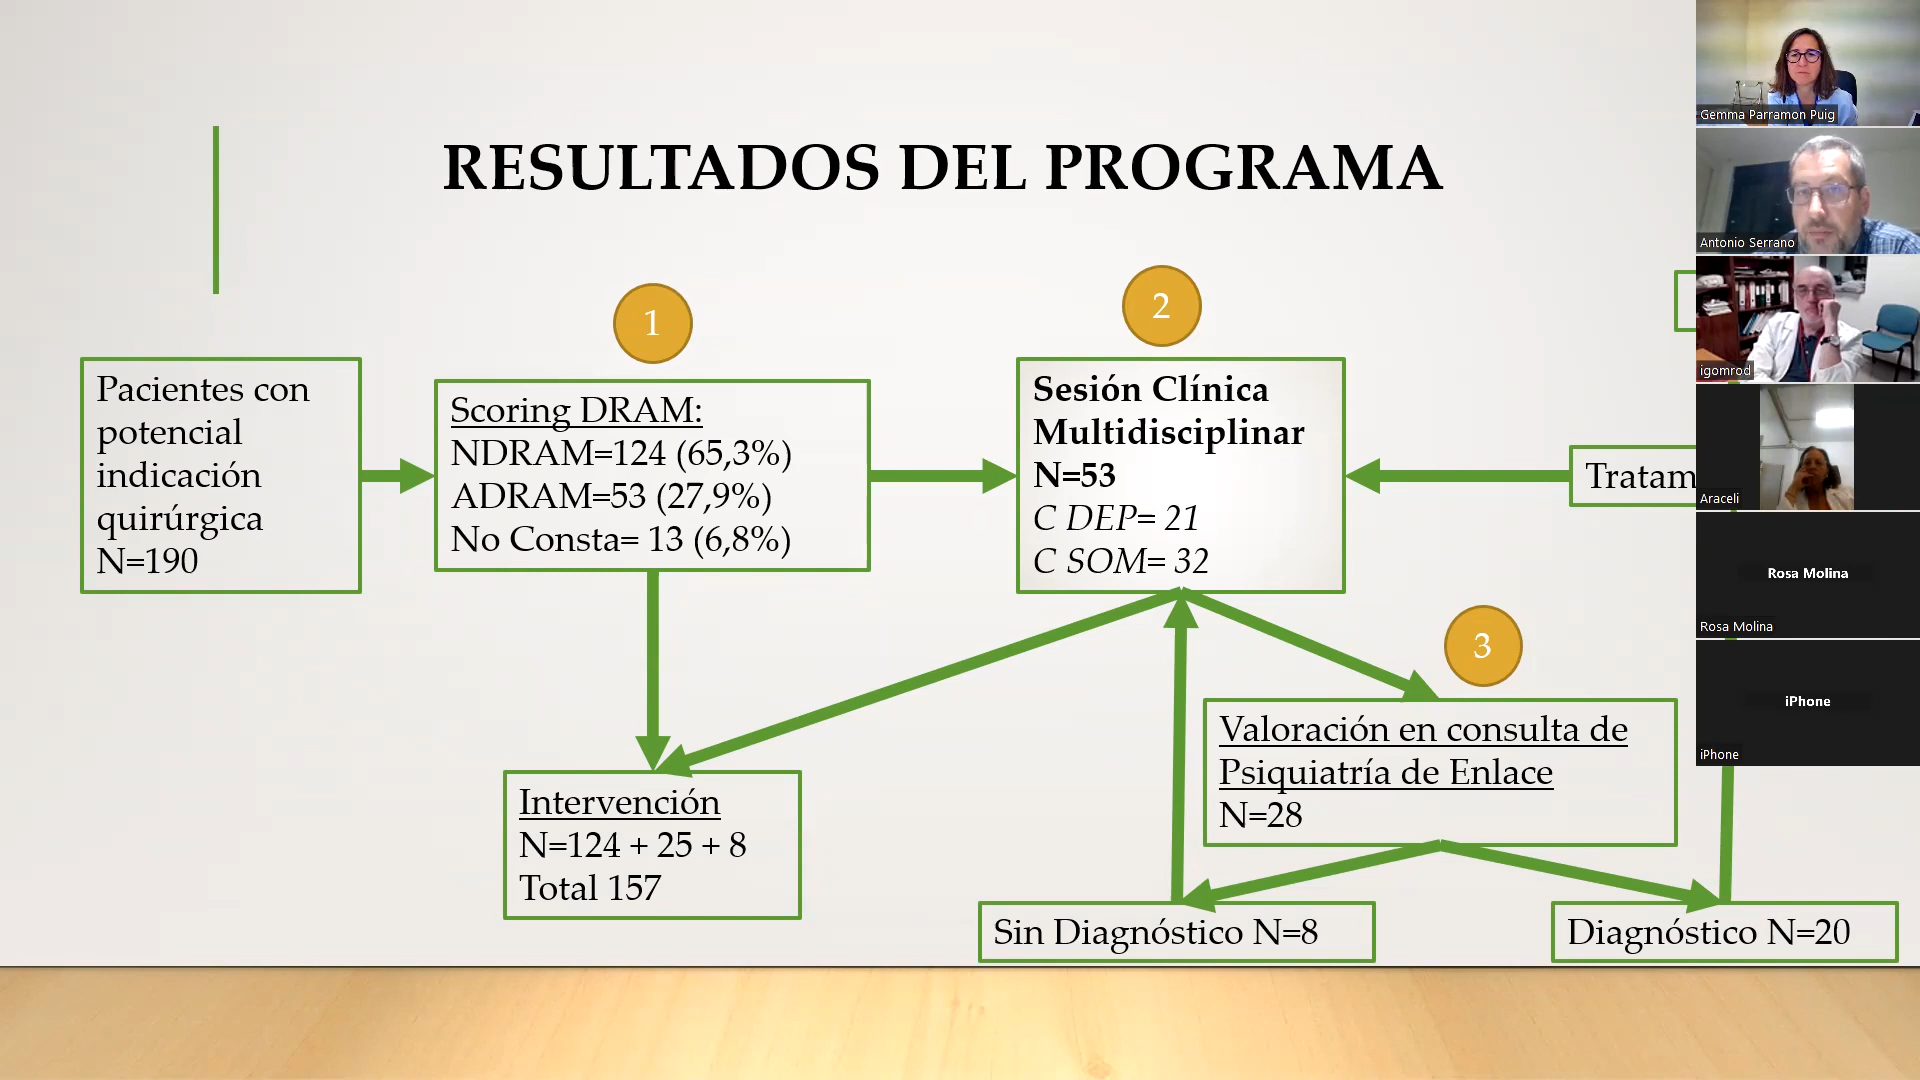 RESULTADOS DEL PROGRAMA
1
2
Pacientes con
potencial
indicación
quirúrgica
N=190
Scoring DRAM:
NDRAM=124 (65,3%)
ADRAM=53 (27,9%)
No Consta= 13 (6,8%)
Sesión Clínica
Multidisciplinar
N=53
C DEP= 21
C SOM= 32
Tratam
3
Valoración en consulta de
Psiquiatría de Enlace
N=28
Intervención
N=124 + 25 + 8
Total 157
Sin Diagnóstico N=8
Diagnóstico N=20
Gemma Parramon Puig
Antonio Serrano
igomrod
Araceli
Rosa Molina
Rosa Molina
iPhone
iPhone